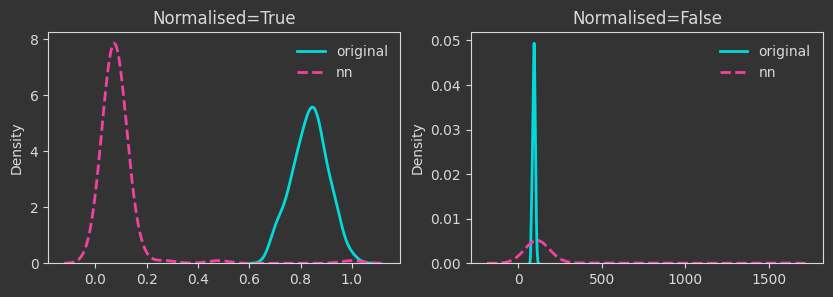 Normalised=True
Density
8
6
4
2
0
0.0 0.2 0.4 0.6 0.8 1.0
original
nn
Normalised=False
Density
0.05
0.04
0.03
0.02
0.01
0.00
0 500 1000 1500
original
nn